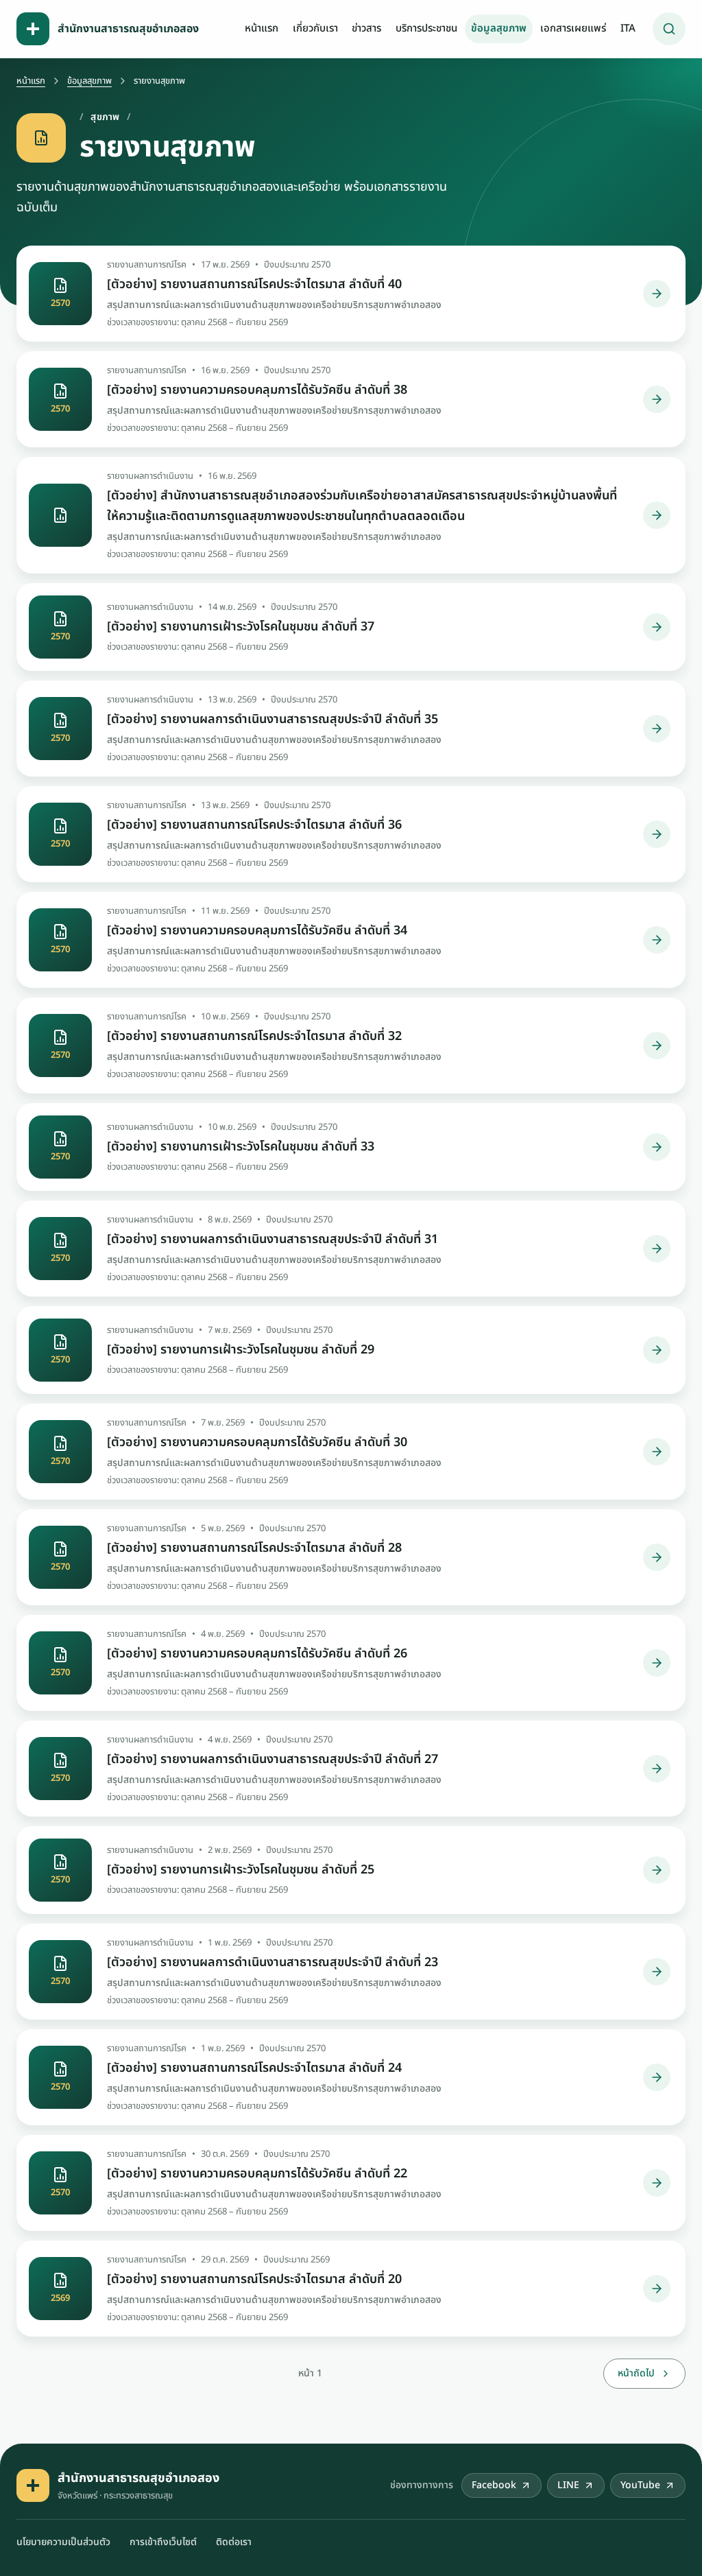 สำนักงานสาธารณสุขอำเภอสอง
หน้าแรก เกี่ยวกับเรา ข่าวสาร บริการประชาชน ข้อมูลสุขภาพ เอกสารเผยแพร่ ITA
หน้าแรก > ข้อมูลสุขภาพ > รายงานสุขภาพ
/ สุขภาพ /
รายงานสุขภาพ
รายงานด้านสุขภาพของสำนักงานสาธารณสุขอำเภอสองและเครือข่าย พร้อมเอกสารรายงาน
ฉบับเต็ม
รายงานสถานการณ์โรค • 17 พ.ย. 2569 • ปีงบประมาณ 2570
2570
[ตัวอย่าง] รายงานสถานการณ์โรคประจำไตรมาส ลำดับที่ 40
สรุปสถานการณ์และผลการดำเนินงานด้านสุขภาพของเครือข่ายบริการสุขภาพอำเภอสอง
ช่วงเวลาของรายงาน: ตุลาคม 2568 – กันยายน 2569
รายงานสถานการณ์โรค • 16 พ.ย. 2569 • ปีงบประมาณ 2570
2570
[ตัวอย่าง] รายงานความครอบคลุมการได้รับวัคซีน ลำดับที่ 38
สรุปสถานการณ์และผลการดำเนินงานด้านสุขภาพของเครือข่ายบริการสุขภาพอำเภอสอง
ช่วงเวลาของรายงาน: ตุลาคม 2568 – กันยายน 2569
รายงานผลการดำเนินงาน • 16 พ.ย. 2569
[ตัวอย่าง] สำนักงานสาธารณสุขอำเภอสองร่วมกับเครือข่ายอาสาสมัครสาธารณสุขประจำหมู่บ้านลงพื้นที่
ให้ความรู้และติดตามการดูแลสุขภาพของประชาชนในทุกตำบลตลอดเดือน
สรุปสถานการณ์และผลการดำเนินงานด้านสุขภาพของเครือข่ายบริการสุขภาพอำเภอสอง
ช่วงเวลาของรายงาน: ตุลาคม 2568 – กันยายน 2569
รายงานผลการดำเนินงาน • 14 พ.ย. 2569 • ปีงบประมาณ 2570
2570
[ตัวอย่าง] รายงานการเฝ้าระวังโรคในชุมชน ลำดับที่ 37
ช่วงเวลาของรายงาน: ตุลาคม 2568 – กันยายน 2569
รายงานผลการดำเนินงาน • 13 พ.ย. 2569 • ปีงบประมาณ 2570
2570
[ตัวอย่าง] รายงานผลการดำเนินงานสาธารณสุขประจำปี ลำดับที่ 35
สรุปสถานการณ์และผลการดำเนินงานด้านสุขภาพของเครือข่ายบริการสุขภาพอำเภอสอง
ช่วงเวลาของรายงาน: ตุลาคม 2568 – กันยายน 2569
รายงานสถานการณ์โรค • 13 พ.ย. 2569 • ปีงบประมาณ 2570
2570
[ตัวอย่าง] รายงานสถานการณ์โรคประจำไตรมาส ลำดับที่ 36
สรุปสถานการณ์และผลการดำเนินงานด้านสุขภาพของเครือข่ายบริการสุขภาพอำเภอสอง
ช่วงเวลาของรายงาน: ตุลาคม 2568 – กันยายน 2569
รายงานสถานการณ์โรค • 11 พ.ย. 2569 • ปีงบประมาณ 2570
2570
[ตัวอย่าง] รายงานความครอบคลุมการได้รับวัคซีน ลำดับที่ 34
สรุปสถานการณ์และผลการดำเนินงานด้านสุขภาพของเครือข่ายบริการสุขภาพอำเภอสอง
ช่วงเวลาของรายงาน: ตุลาคม 2568 – กันยายน 2569
รายงานสถานการณ์โรค • 10 พ.ย. 2569 • ปีงบประมาณ 2570
2570
[ตัวอย่าง] รายงานสถานการณ์โรคประจำไตรมาส ลำดับที่ 32
สรุปสถานการณ์และผลการดำเนินงานด้านสุขภาพของเครือข่ายบริการสุขภาพอำเภอสอง
ช่วงเวลาของรายงาน: ตุลาคม 2568 – กันยายน 2569
รายงานผลการดำเนินงาน • 10 พ.ย. 2569 • ปีงบประมาณ 2570
2570
[ตัวอย่าง] รายงานการเฝ้าระวังโรคในชุมชน ลำดับที่ 33
ช่วงเวลาของรายงาน: ตุลาคม 2568 – กันยายน 2569
รายงานผลการดำเนินงาน • 8 พ.ย. 2569 • ปีงบประมาณ 2570
2570
[ตัวอย่าง] รายงานผลการดำเนินงานสาธารณสุขประจำปี ลำดับที่ 31
สรุปสถานการณ์และผลการดำเนินงานด้านสุขภาพของเครือข่ายบริการสุขภาพอำเภอสอง
ช่วงเวลาของรายงาน: ตุลาคม 2568 – กันยายน 2569
รายงานผลการดำเนินงาน • 7 พ.ย. 2569 • ปีงบประมาณ 2570
2570
[ตัวอย่าง] รายงานการเฝ้าระวังโรคในชุมชน ลำดับที่ 29
ช่วงเวลาของรายงาน: ตุลาคม 2568 – กันยายน 2569
รายงานสถานการณ์โรค • 7 พ.ย. 2569 • ปีงบประมาณ 2570
2570
[ตัวอย่าง] รายงานความครอบคลุมการได้รับวัคซีน ลำดับที่ 30
สรุปสถานการณ์และผลการดำเนินงานด้านสุขภาพของเครือข่ายบริการสุขภาพอำเภอสอง
ช่วงเวลาของรายงาน: ตุลาคม 2568 – กันยายน 2569
รายงานสถานการณ์โรค • 5 พ.ย. 2569 • ปีงบประมาณ 2570
2570
[ตัวอย่าง] รายงานสถานการณ์โรคประจำไตรมาส ลำดับที่ 28
สรุปสถานการณ์และผลการดำเนินงานด้านสุขภาพของเครือข่ายบริการสุขภาพอำเภอสอง
ช่วงเวลาของรายงาน: ตุลาคม 2568 – กันยายน 2569
รายงานสถานการณ์โรค • 4 พ.ย. 2569 • ปีงบประมาณ 2570
2570
[ตัวอย่าง] รายงานความครอบคลุมการได้รับวัคซีน ลำดับที่ 26
สรุปสถานการณ์และผลการดำเนินงานด้านสุขภาพของเครือข่ายบริการสุขภาพอำเภอสอง
ช่วงเวลาของรายงาน: ตุลาคม 2568 – กันยายน 2569
รายงานผลการดำเนินงาน • 4 พ.ย. 2569 • ปีงบประมาณ 2570
2570
[ตัวอย่าง] รายงานผลการดำเนินงานสาธารณสุขประจำปี ลำดับที่ 27
สรุปสถานการณ์และผลการดำเนินงานด้านสุขภาพของเครือข่ายบริการสุขภาพอำเภอสอง
ช่วงเวลาของรายงาน: ตุลาคม 2568 – กันยายน 2569
รายงานผลการดำเนินงาน • 2 พ.ย. 2569 • ปีงบประมาณ 2570
2570
[ตัวอย่าง] รายงานการเฝ้าระวังโรคในชุมชน ลำดับที่ 25
ช่วงเวลาของรายงาน: ตุลาคม 2568 – กันยายน 2569
รายงานผลการดำเนินงาน • 1 พ.ย. 2569 • ปีงบประมาณ 2570
2570
[ตัวอย่าง] รายงานผลการดำเนินงานสาธารณสุขประจำปี ลำดับที่ 23
สรุปสถานการณ์และผลการดำเนินงานด้านสุขภาพของเครือข่ายบริการสุขภาพอำเภอสอง
ช่วงเวลาของรายงาน: ตุลาคม 2568 – กันยายน 2569
รายงานสถานการณ์โรค • 1 พ.ย. 2569 • ปีงบประมาณ 2570
2570
[ตัวอย่าง] รายงานสถานการณ์โรคประจำไตรมาส ลำดับที่ 24
สรุปสถานการณ์และผลการดำเนินงานด้านสุขภาพของเครือข่ายบริการสุขภาพอำเภอสอง
ช่วงเวลาของรายงาน: ตุลาคม 2568 – กันยายน 2569
รายงานสถานการณ์โรค • 30 ต.ค. 2569 • ปีงบประมาณ 2570
2570
[ตัวอย่าง] รายงานความครอบคลุมการได้รับวัคซีน ลำดับที่ 22
สรุปสถานการณ์และผลการดำเนินงานด้านสุขภาพของเครือข่ายบริการสุขภาพอำเภอสอง
ช่วงเวลาของรายงาน: ตุลาคม 2568 – กันยายน 2569
รายงานสถานการณ์โรค • 29 ต.ค. 2569 • ปีงบประมาณ 2569
2569
[ตัวอย่าง] รายงานสถานการณ์โรคประจำไตรมาส ลำดับที่ 20
สรุปสถานการณ์และผลการดำเนินงานด้านสุขภาพของเครือข่ายบริการสุขภาพอำเภอสอง
ช่วงเวลาของรายงาน: ตุลาคม 2568 – กันยายน 2569
หน้า 1 หน้าถัดไป
สำนักงานสาธารณสุขอำเภอสอง
จังหวัดแพร่ · กระทรวงสาธารณสุข
ช่องทางทางการ Facebook LINE YouTube
นโยบายความเป็นส่วนตัว การเข้าถึงเว็บไซต์ ติดต่อเรา